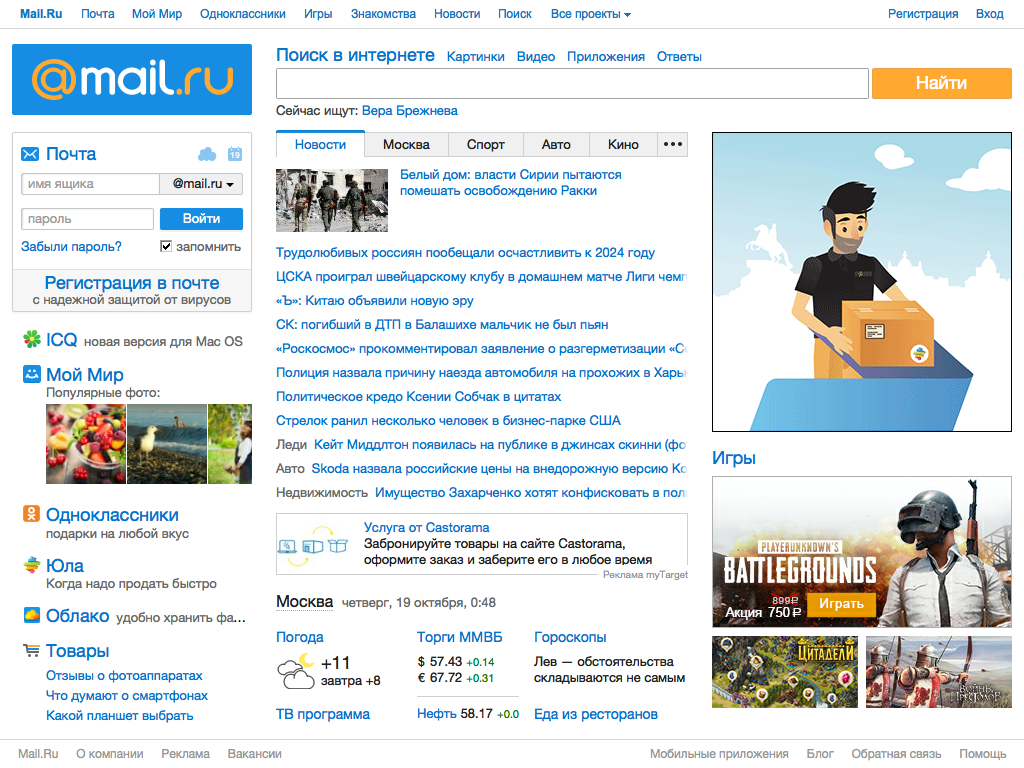 Mail.Ru Почта Мой Мир Одноклассники Игры Знакомства Новости Поиск Все проекты Регистрация Вход
@mail.ru
Поиск в интернете Картинки Видео Приложения Ответы
Найти
Сейчас ищут: Вера Брежнева
Почта 19
имя ящика @mail.ru
пароль Войти
Забыли пароль? запомнить
Регистрация в почте
с надежной защитой от вирусов
ICQ новая версия для Mac OS
Мой Мир
Популярные фото:
Одноклассники
подарки на любой вкус
Юла
Когда надо продать быстро
Облако удобно хранить фа...
Товары
Отзывы о фотоаппаратах
Что думают о смартфонах
Какой планшет выбрать
Новости Москва Спорт Авто Кино •••
Белый дом: власти Сирии пытаются
помешать освобождению Ракки
Трудолюбивых россиян пообещали осчастливить к 2024 году
ЦСКА проиграл швейцарскому клубу в домашнем матче Лиги чемп
«Ъ»: Китаю объявили новую эру
СК: погибший в ДТП в Балашихе мальчик не был пьян
«Роскосмос» прокомментировал заявление о разгерметизации «С
Полиция назвала причину наезда автомобиля на прохожих в Харь
Политическое кредо Ксении Собчак в цитатах
Стрелок ранил несколько человек в бизнес-парке США
Леди Кейт Миддлтон появилась на публике в джинсах скинни (фо
Авто Skoda назвала российские цены на внедорожную версию Ко
Недвижимость Имущество Захарченко хотят конфисковать в пол
Услуга от Castorama
Забронируйте товары на сайте Castorama,
оформите заказ и заберите его в любое время
Реклама myTarget
Москва четверг, 19 октября, 0:48
Погода
+11
завтра +8
ТВ программа
Торги ММВБ
$ 57.43 +0.14
€ 67.72 +0.31
Нефть 58.17 +0.0
Гороскопы
Лев — обстоятельства
складываются не самым
Еда из ресторанов
Игры
PLAYERUNKNOWN'S
BATTLEGROUNDS
899₽
Акция 750 ₽ Играть
ЦИТАДЕЛИ
ВОЙНЫ ПРЕСТОЛОВ
Mail.Ru О компании Реклама Вакансии Мобильные приложения Блог Обратная связь Помощь